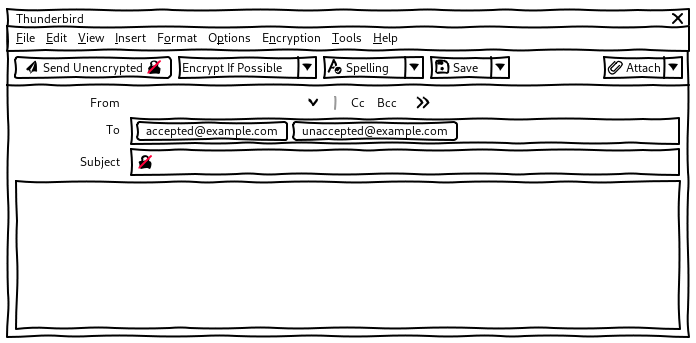 Thunderbird
File Edit View Insert Format Options Encryption Tools Help
Send Unencrypted Encrypt If Possible Spelling Save Attach
From Cc Bcc
To accepted@example.com unaccepted@example.com
Subject